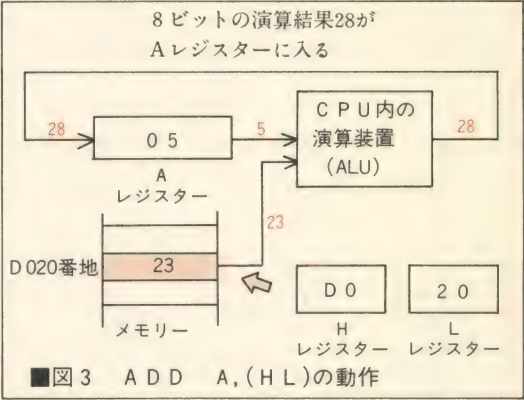 8ビットの演算結果28が
Aレジスターに入る
28
05
5
CPU内の
演算装置
(ALU)
28
A
レジスター
23
D020番地
23
メモリー
D0
H
レジスター
20
L
レジスター
■図3 ADD A,(HL)の動作